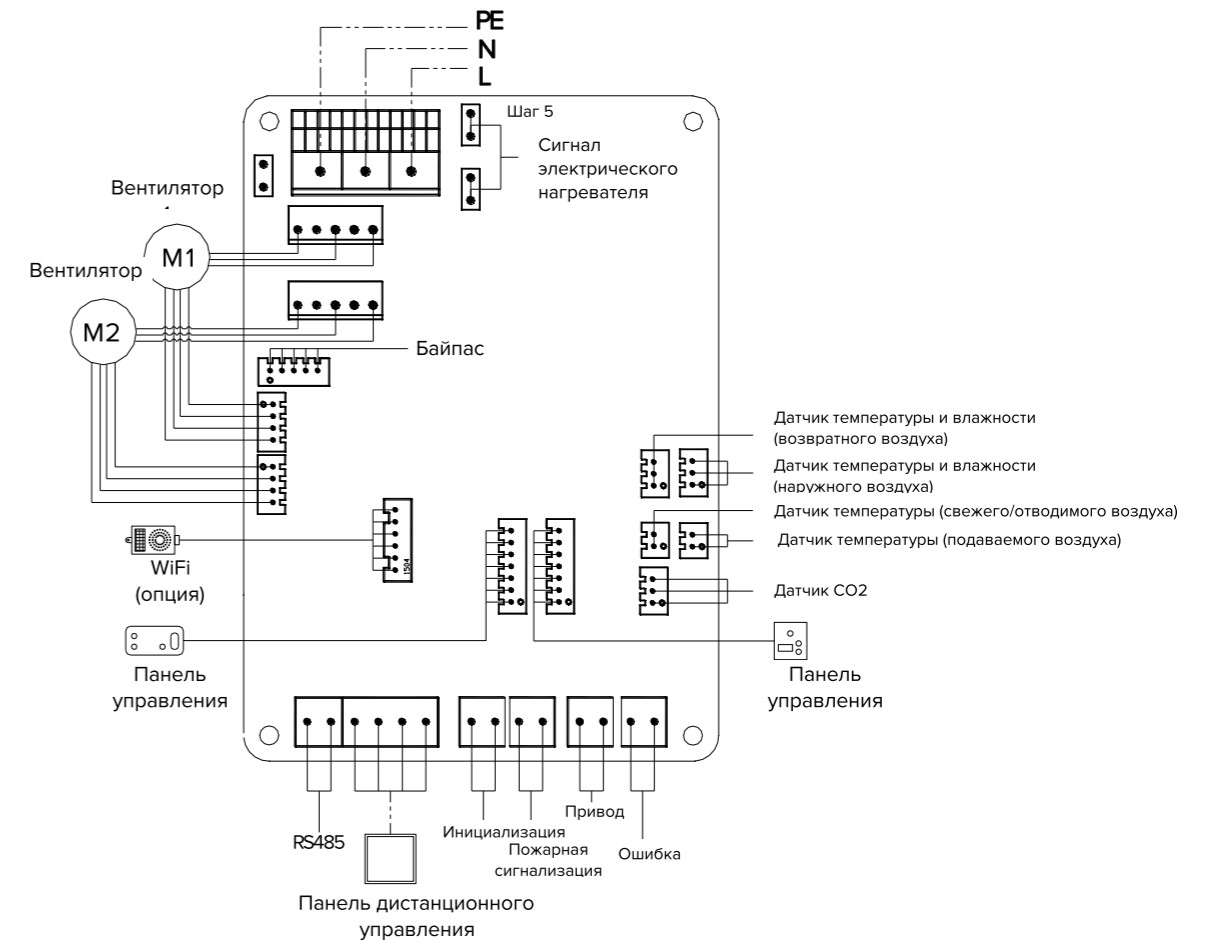 PE
N
L
Шаг 5
Сигнал
электрического
нагревателя
Вентилятор
M1
Вентилятор
M2
Байпас
Датчик температуры и влажности
(возвратного воздуха)
Датчик температуры и влажности
(наружного воздуха)
Датчик температуры (свежего/отводимого воздуха)
Датчик температуры (подаваемого воздуха)
Датчик CO2
1S04
WiFi
(опция)
Панель
управления
Панель
управления
RS485
Инициализация
Пожарная
сигнализация
Привод
Ошибка
Панель дистанционного
управления